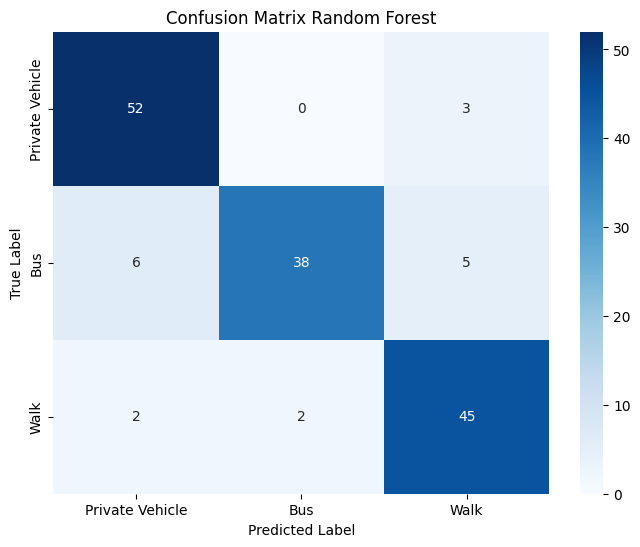 Confusion Matrix Random Forest
True Label
Private Vehicle
52
0
3
Bus
6
38
5
Walk
2
2
45
Private Vehicle
Bus
Walk
Predicted Label
50
40
30
20
10
0